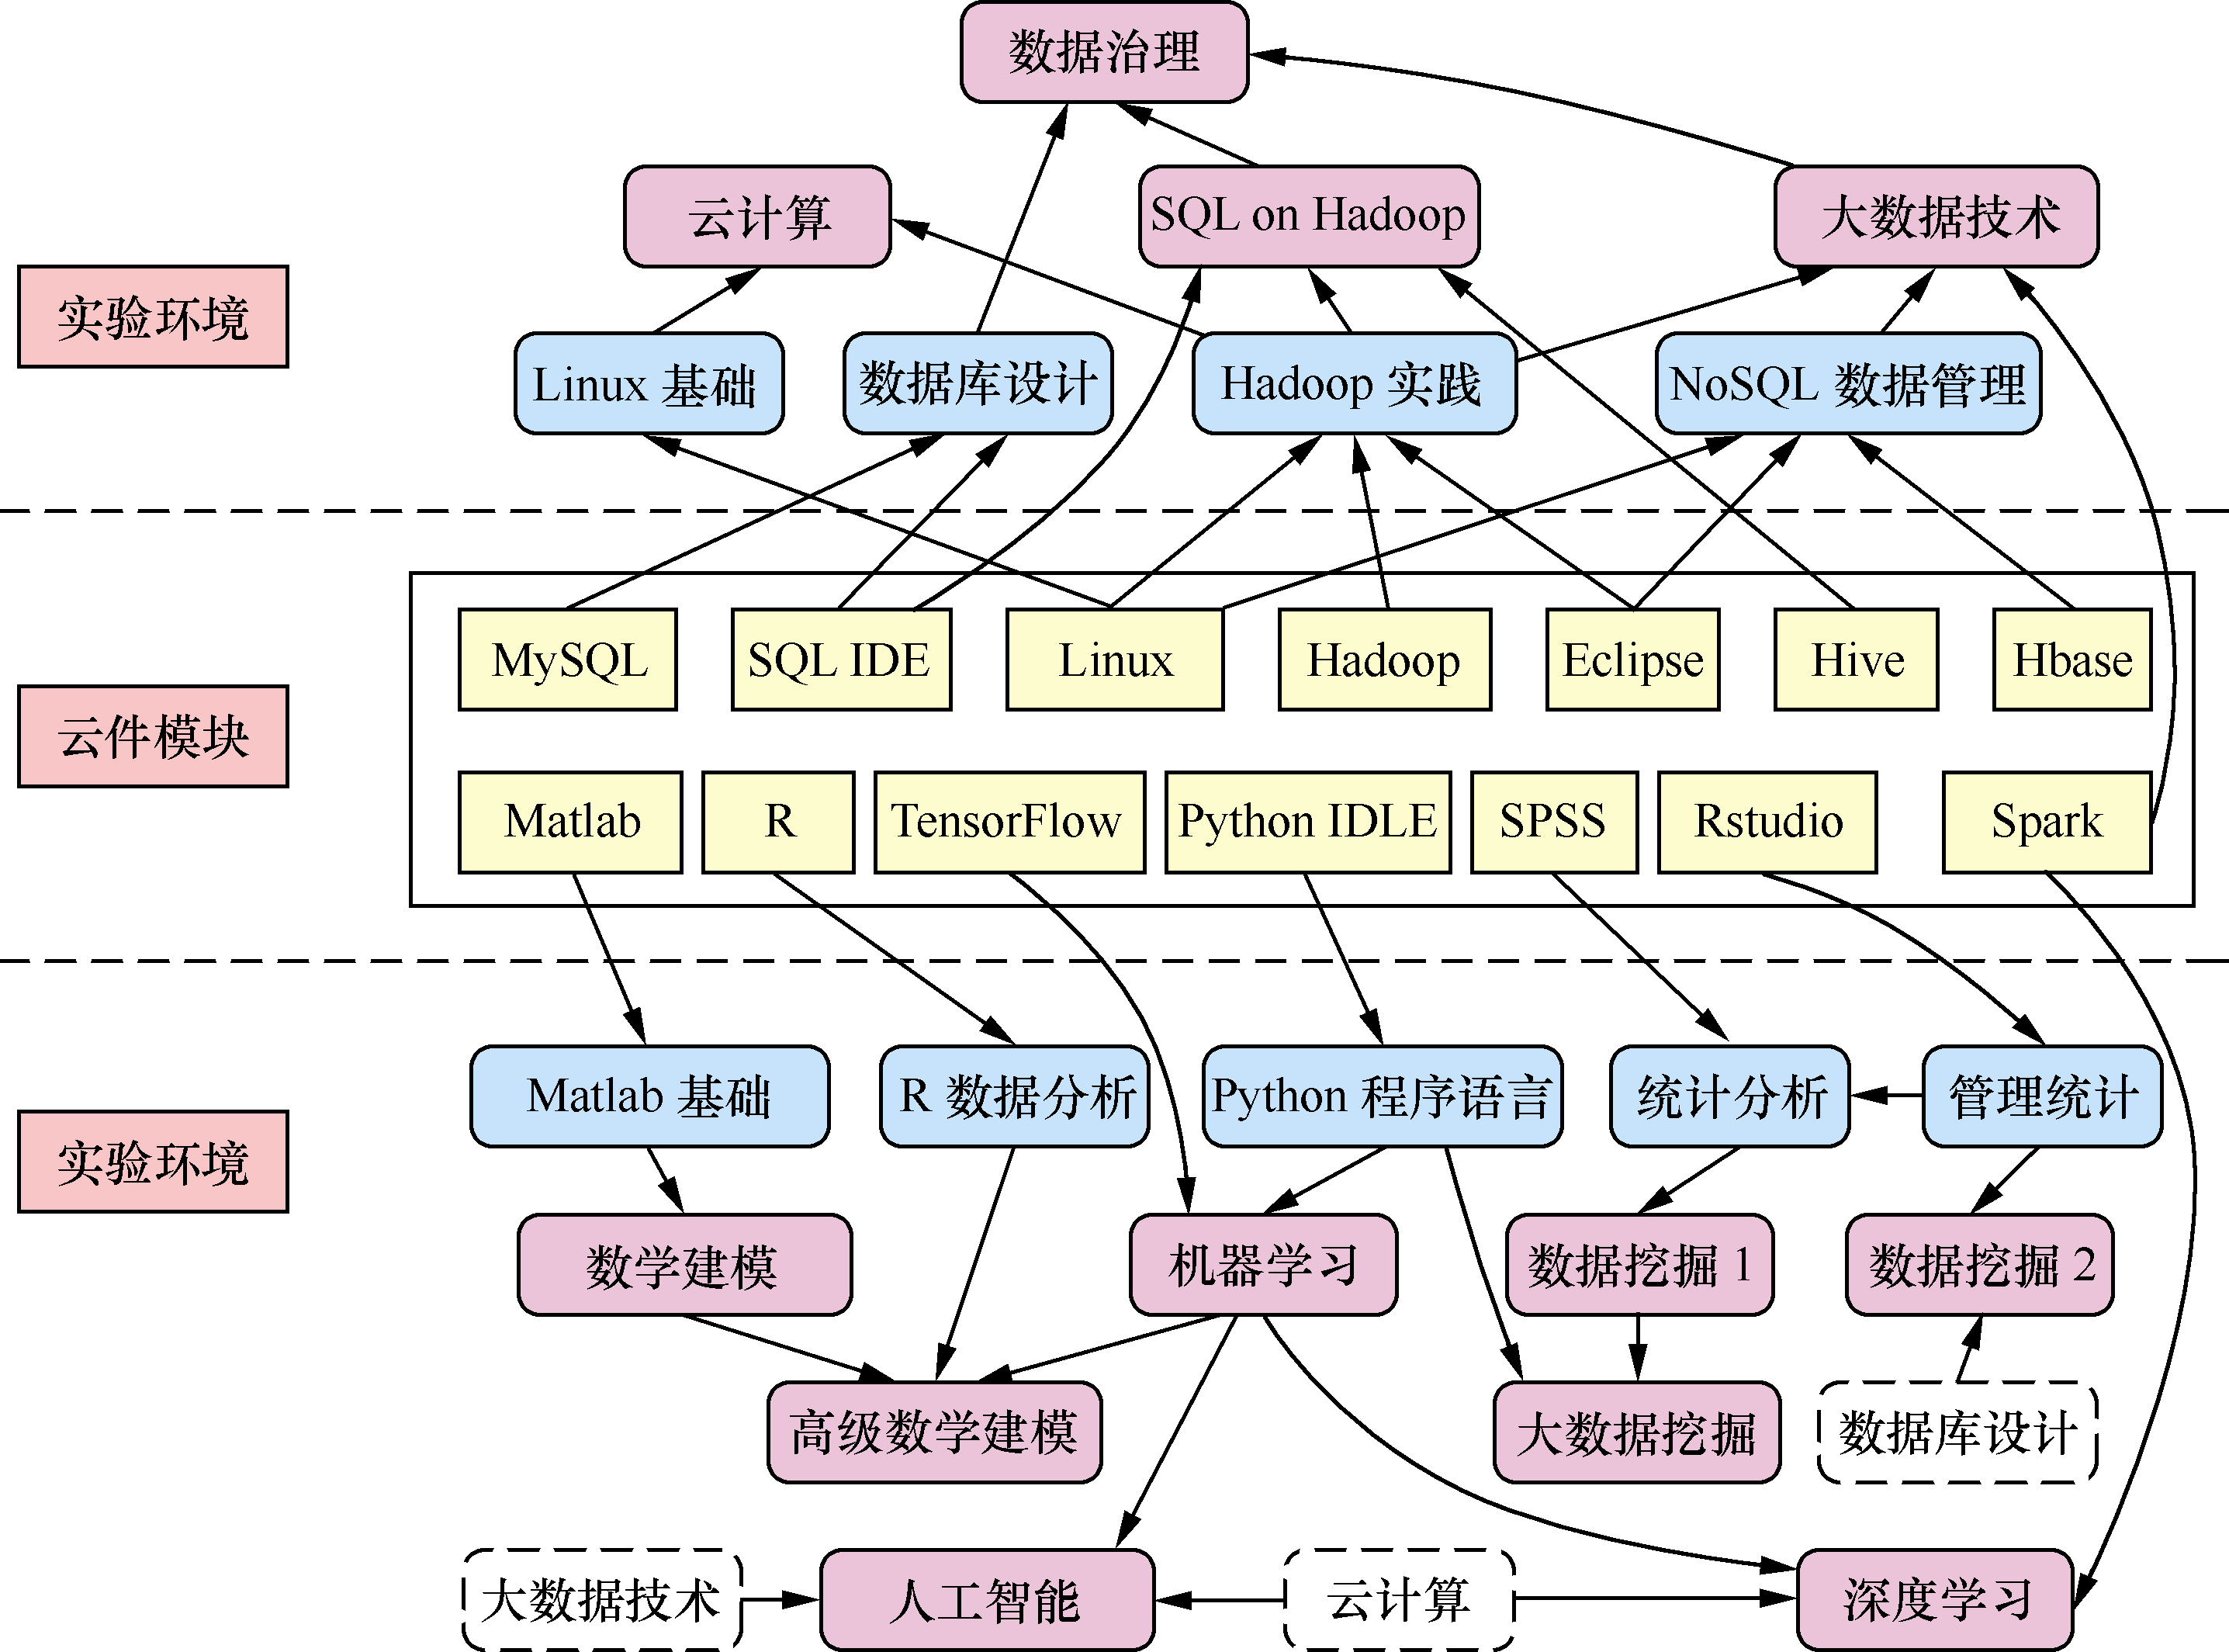 数据治理
云计算
SQL on Hadoop
大数据技术
实验环境
Linux 基础
数据库设计
Hadoop 实践
NoSQL 数据管理
MySQL
SQL IDE
Linux
Hadoop
Eclipse
Hive
Hbase
云件模块
Matlab
R
TensorFlow
Python IDLE
SPSS
Rstudio
Spark
Matlab 基础
R 数据分析
Python 程序语言
统计分析
管理统计
实验环境
数学建模
机器学习
数据挖掘 1
数据挖掘 2
高级数学建模
大数据挖掘
数据库设计
大数据技术
人工智能
云计算
深度学习